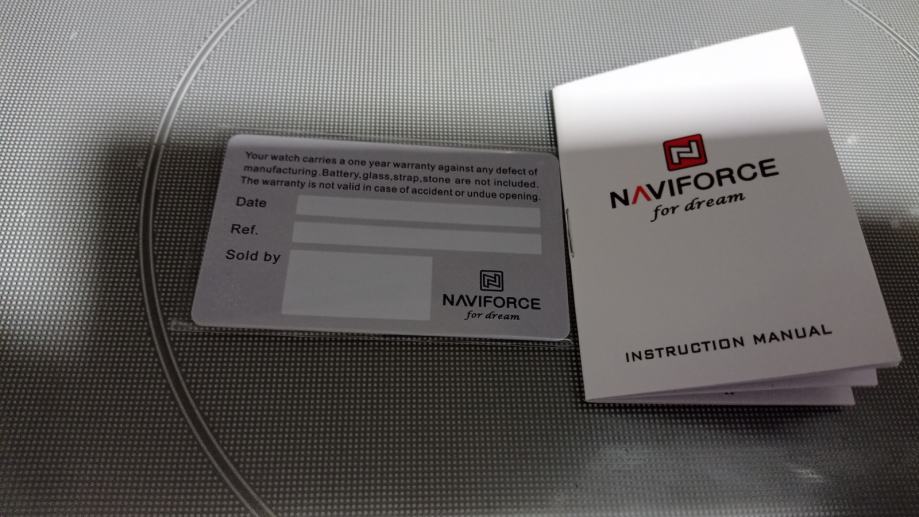 Your watch carries a one year warranty against any defect of
manufacturing.Battery,glass,strap,stone are not included.
The warranty is not valid in case of accident or undue opening.
Date
Ref.
Sold by
NAVIFORCE
for dream
NAVIFORCE
for dream
INSTRUCTION MANUAL